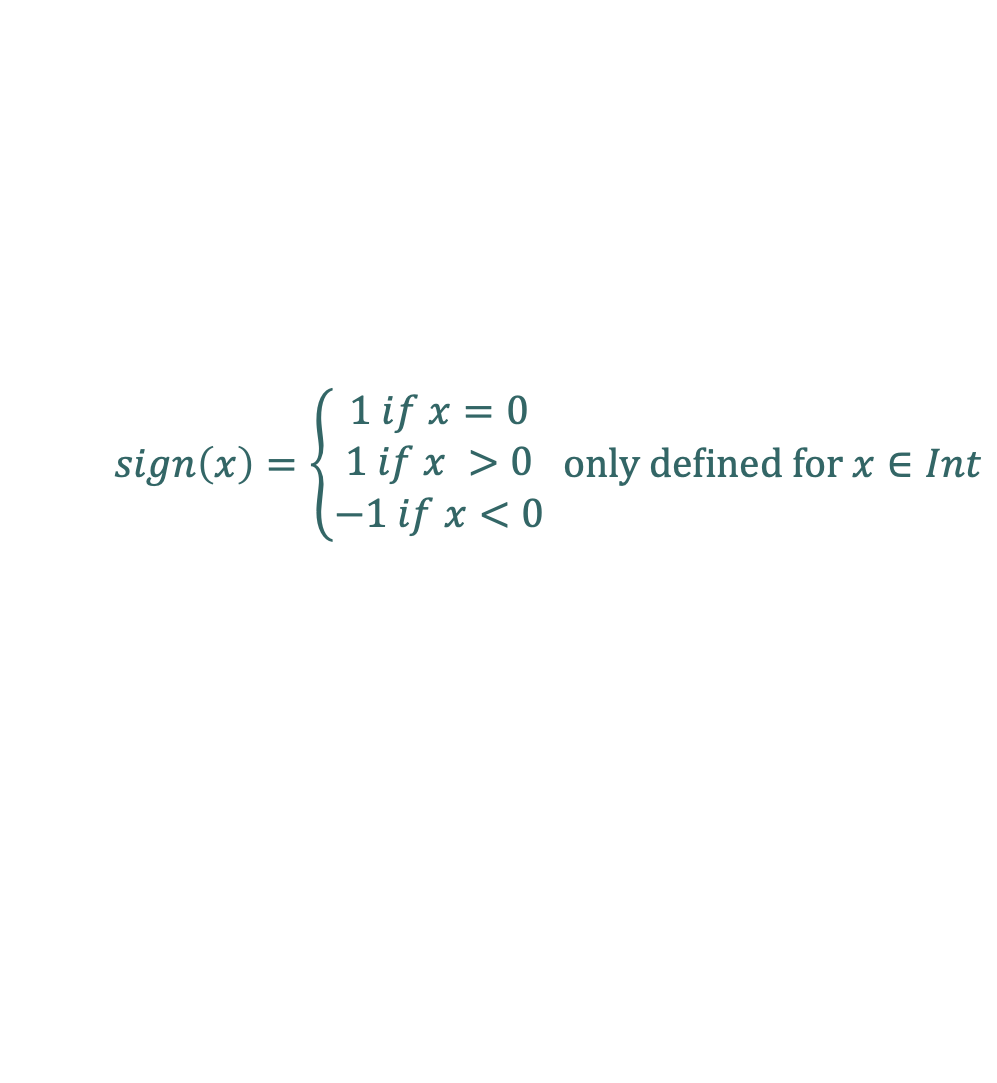 1 if x = 0
sign(x) = { 1 if x > 0 only defined for x ∈ Int
−1 if x < 0